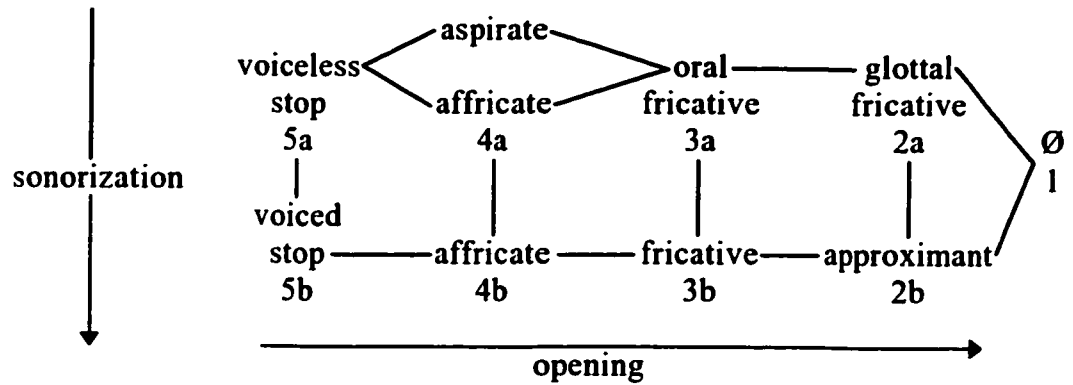 aspirate
voiceless oral glottal
stop affricate fricative fricative
5a 4a 3a 2a Ø
sonorization 1
voiced
stop affricate fricative approximant
5b 4b 3b 2b
opening